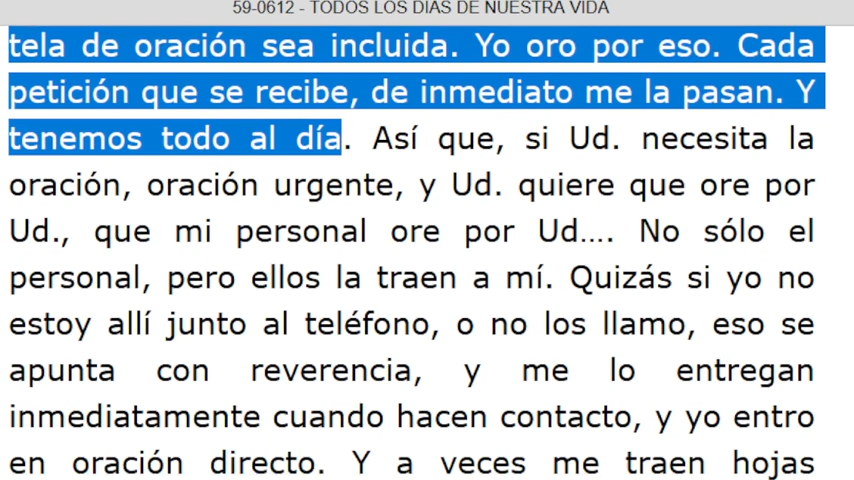 59-0612 - TODOS LOS DIAS DE NUESTRA VIDA
tela de oración sea incluida. Yo oro por eso. Cada
petición que se recibe, de inmediato me la pasan. Y
tenemos todo al día. Así que, si Ud. necesita la
oración, oración urgente, y Ud. quiere que ore por
Ud., que mi personal ore por Ud…. No sólo el
personal, pero ellos la traen a mí. Quizás si yo no
estoy allí junto al teléfono, o no los llamo, eso se
apunta con reverencia, y me lo entregan
inmediatamente cuando hacen contacto, y yo entro
en oración directo. Y a veces me traen hojas